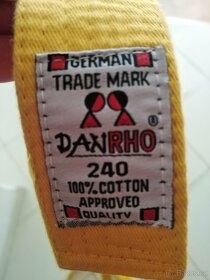 GERMAN
TRADE MARK
DANRHO ®
240
100% COTTON
APPROVED
QUALITY